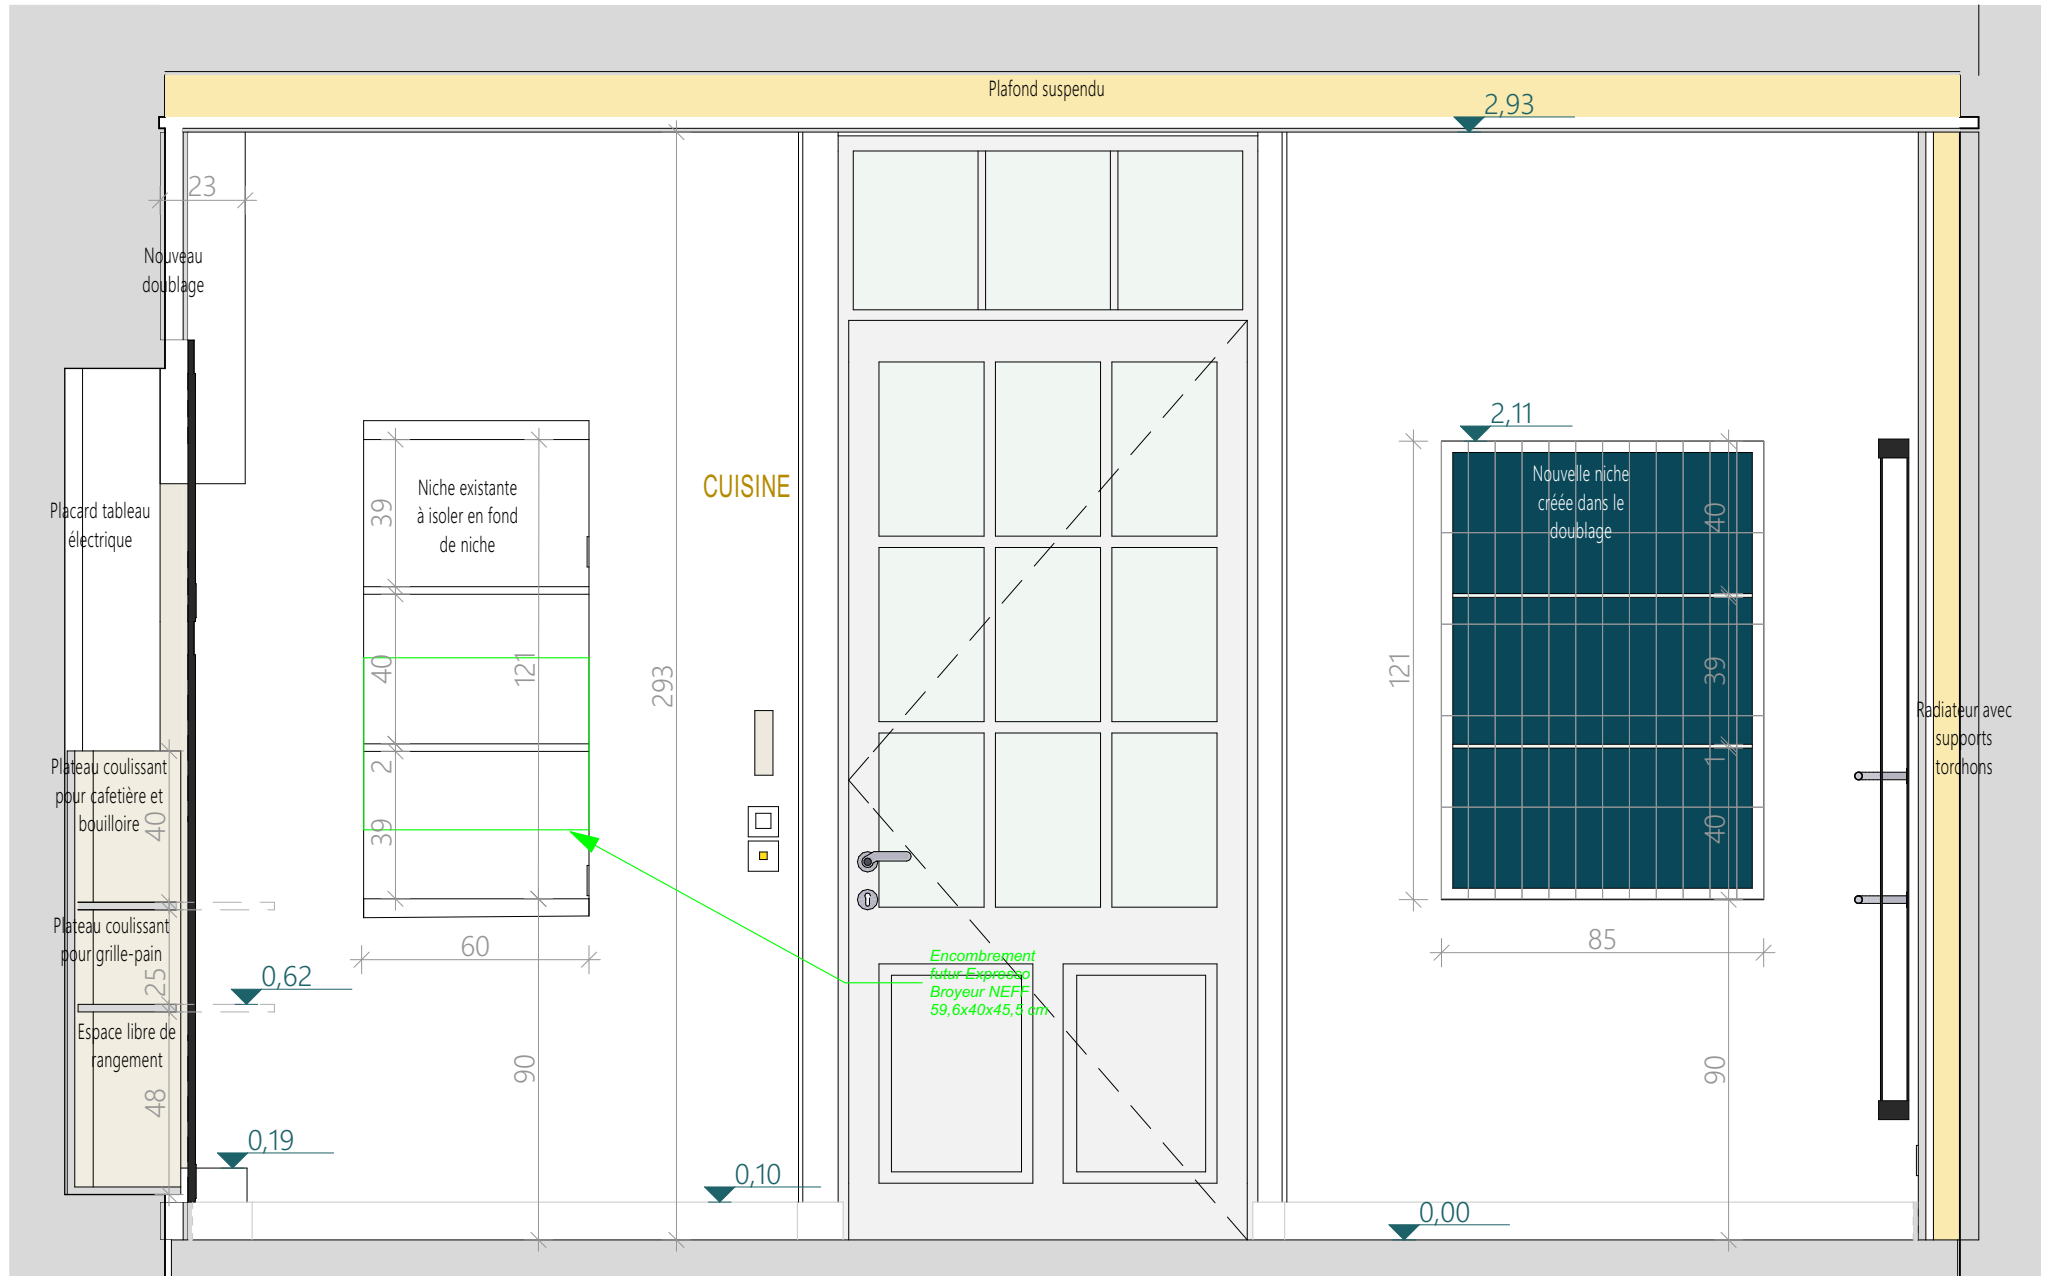 Plafond suspendu
2,93
23
Nouveau
doublage
2,11
Niche existante
à isoler en fond
de niche
39
CUISINE
Nouvelle niche
créée dans le
doublage
40
Placard tableau
électrique
40
121
293
121
39
Radiateur avec
supports
torchons
Plateau coulissant
pour cafetière et
bouilloire
40
2
39
1
40
Plateau coulissant
pour grille-pain
25
60
85
0,62
Encombrement
futur Expresso
Broyeur NEFF
59,6x40x45,5 cm
Espace libre de
rangement
48
90
90
0,19
0,10
0,00